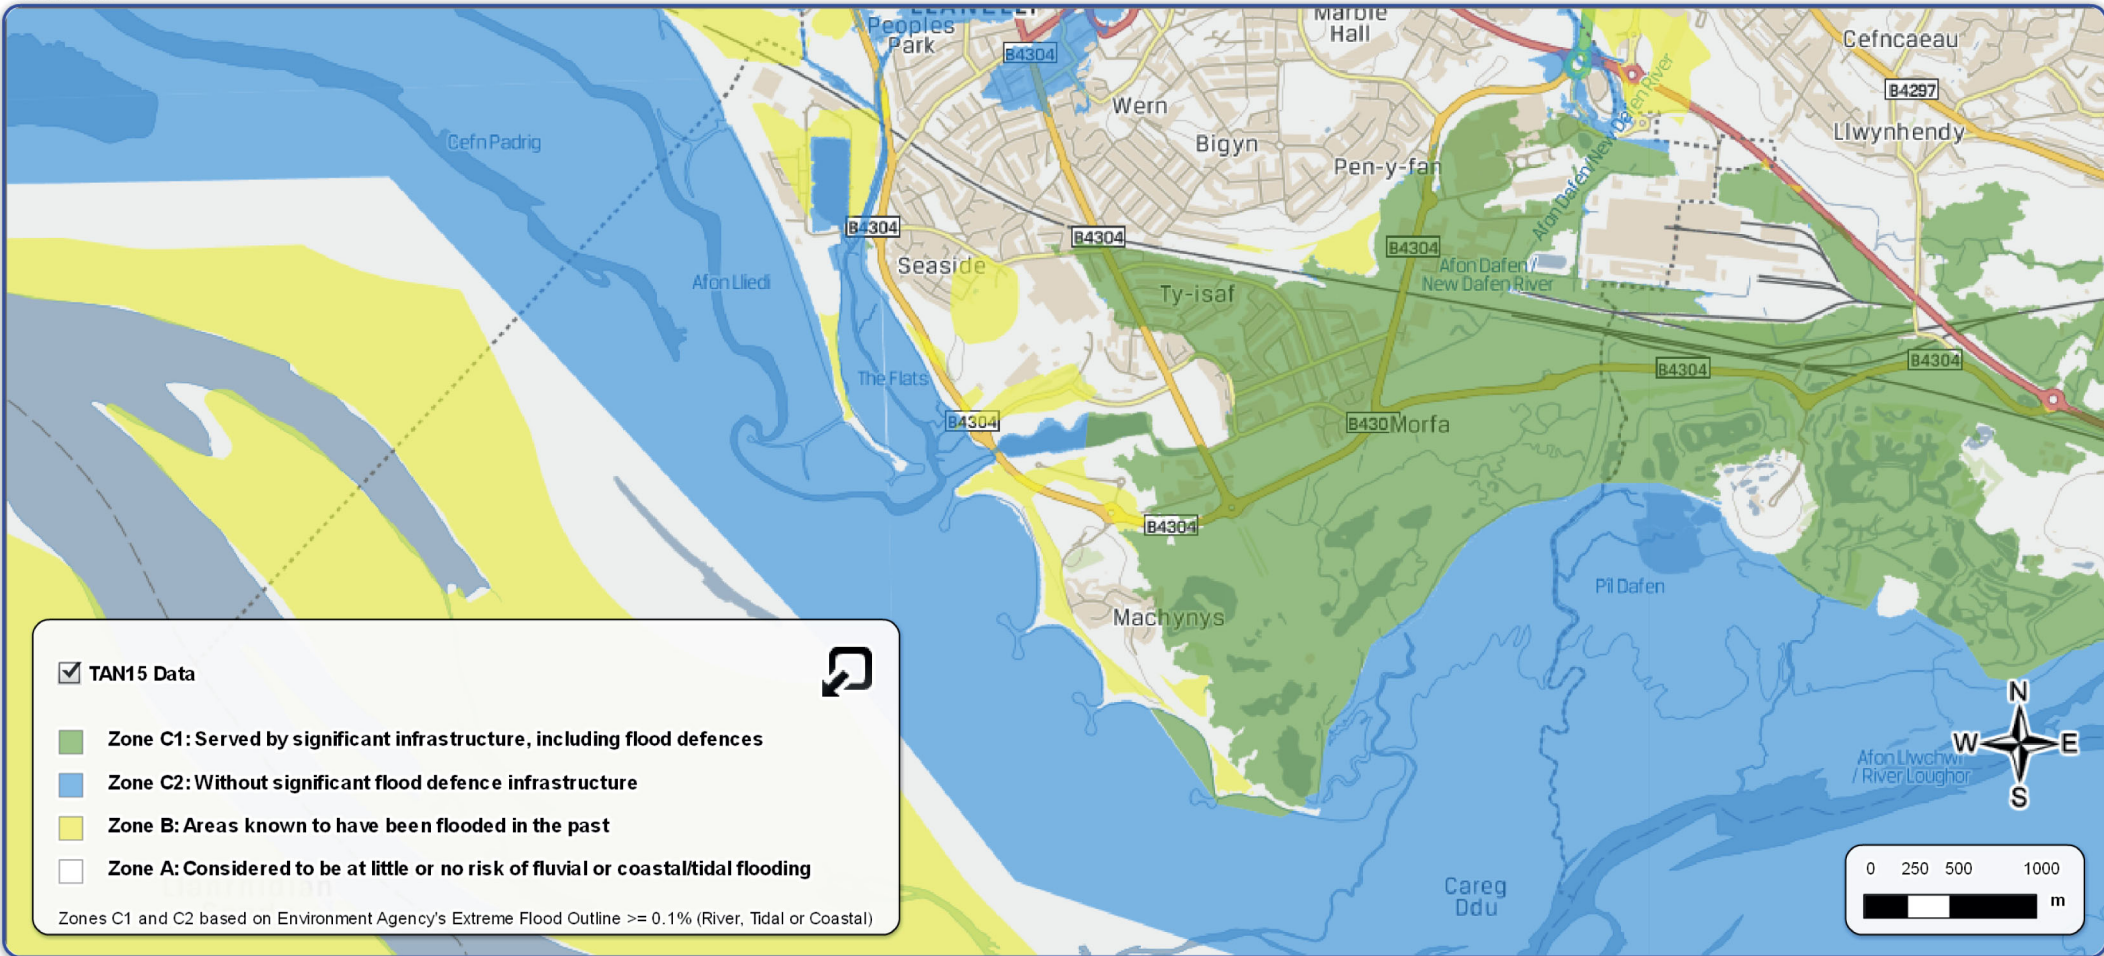 LLANELLI
Peoples
Park
B4304
Marble
Hall
Cefncaeau
B4297
Wern
Llwynhendy
Cefn Padrig
Bigyn
Pen-y-fan
Afon Dafen/New Dafen River
B4304
B4304
B4304
Seaside
Afon Dafen/
New Dafen River
Afon Lliedi
Ty-isaf
B4304
B4304
The Flats
B4304
B430
Morfa
B4304
Pîl Dafen
Machynys
TAN15 Data
Zone C1: Served by significant infrastructure, including flood defences
Zone C2: Without significant flood defence infrastructure
Zone B: Areas known to have been flooded in the past
Zone A: Considered to be at little or no risk of fluvial or coastal/tidal flooding
Zones C1 and C2 based on Environment Agency's Extreme Flood Outline >= 0.1% (River, Tidal or Coastal)
N
W E
S
Afon Llwchwr
/ River Loughor
Careg
Ddu
0 250 500 1000
m